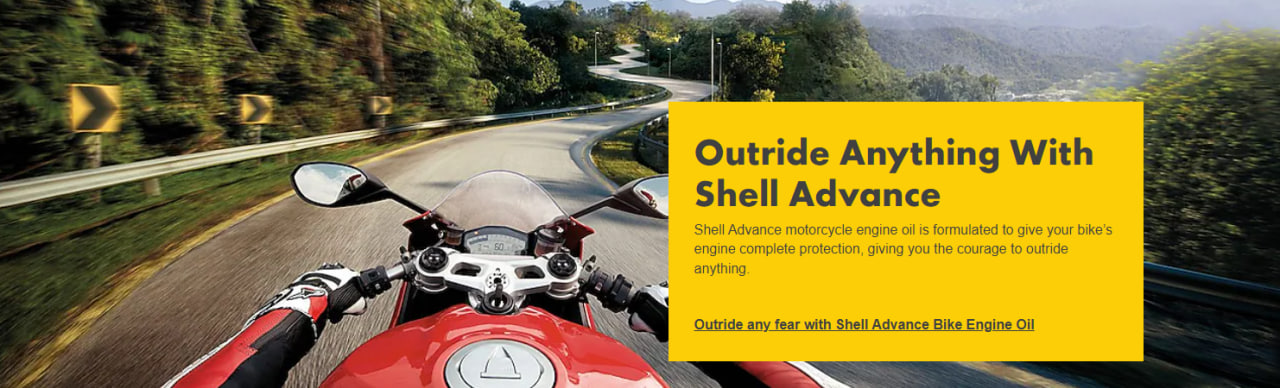 Outride Anything With
Shell Advance
Shell Advance motorcycle engine oil is formulated to give your bike's
engine complete protection, giving you the courage to outride
anything.
Outride any fear with Shell Advance Bike Engine Oil
60